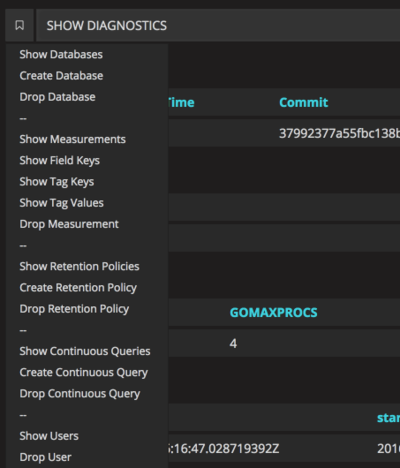 SHOW DIAGNOSTICS
Show Databases
Create Database
Drop Database
Time Commit
--
37992377a55fbc138b
Show Measurements
Show Field Keys
Show Tag Keys
Show Tag Values
Drop Measurement
--
Show Retention Policies
Create Retention Policy
Drop Retention Policy
GOMAXPROCS
--
4
Show Continuous Queries
Create Continuous Query
Drop Continuous Query
--
star
Show Users
:16:47.028719392Z 2016
Drop User